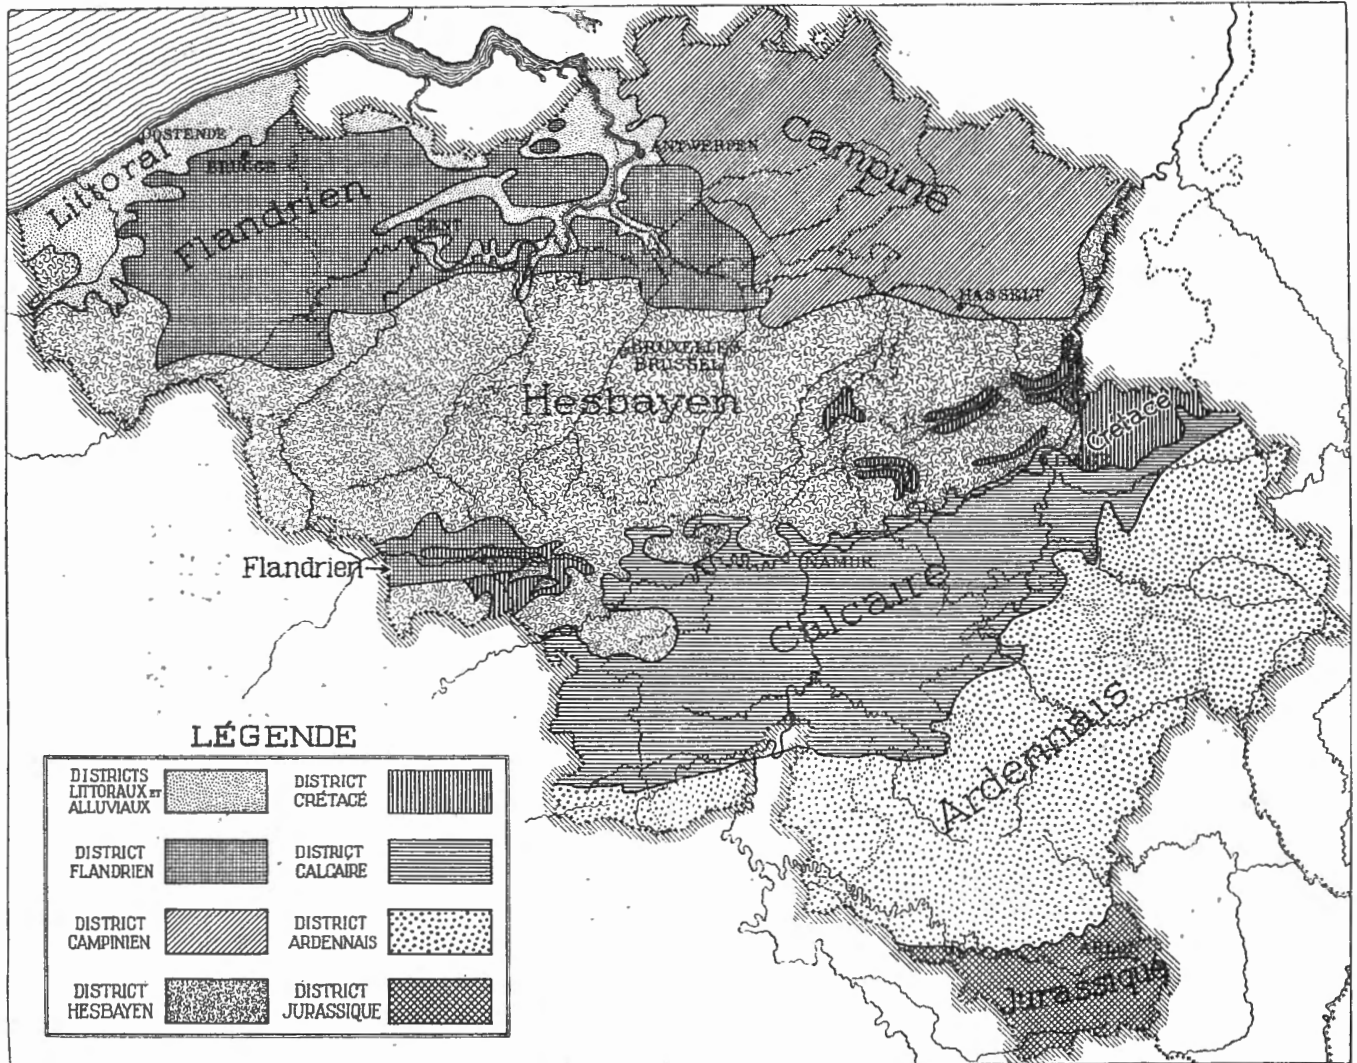 OOSTENDE
BRUGGE
Littoral
Flandrien
GENT
ANTWERPEN
Campine
HASSELT
BRUXELLES
BRUSSEL
Hesbayen
Crétacé
Flandrien
NAMUR
Calcaire
Ardennais
ARLON
Jurassique
LÉGENDE
DISTRICTS
LITTORAUX ET
ALLUVIAUX
DISTRICT
CRÉTACÉ
DISTRICT
FLANDRIEN
DISTRICT
CALCAIRE
DISTRICT
CAMPINIEN
DISTRICT
ARDENNAIS
DISTRICT
HESBAYEN
DISTRICT
JURASSIQUE